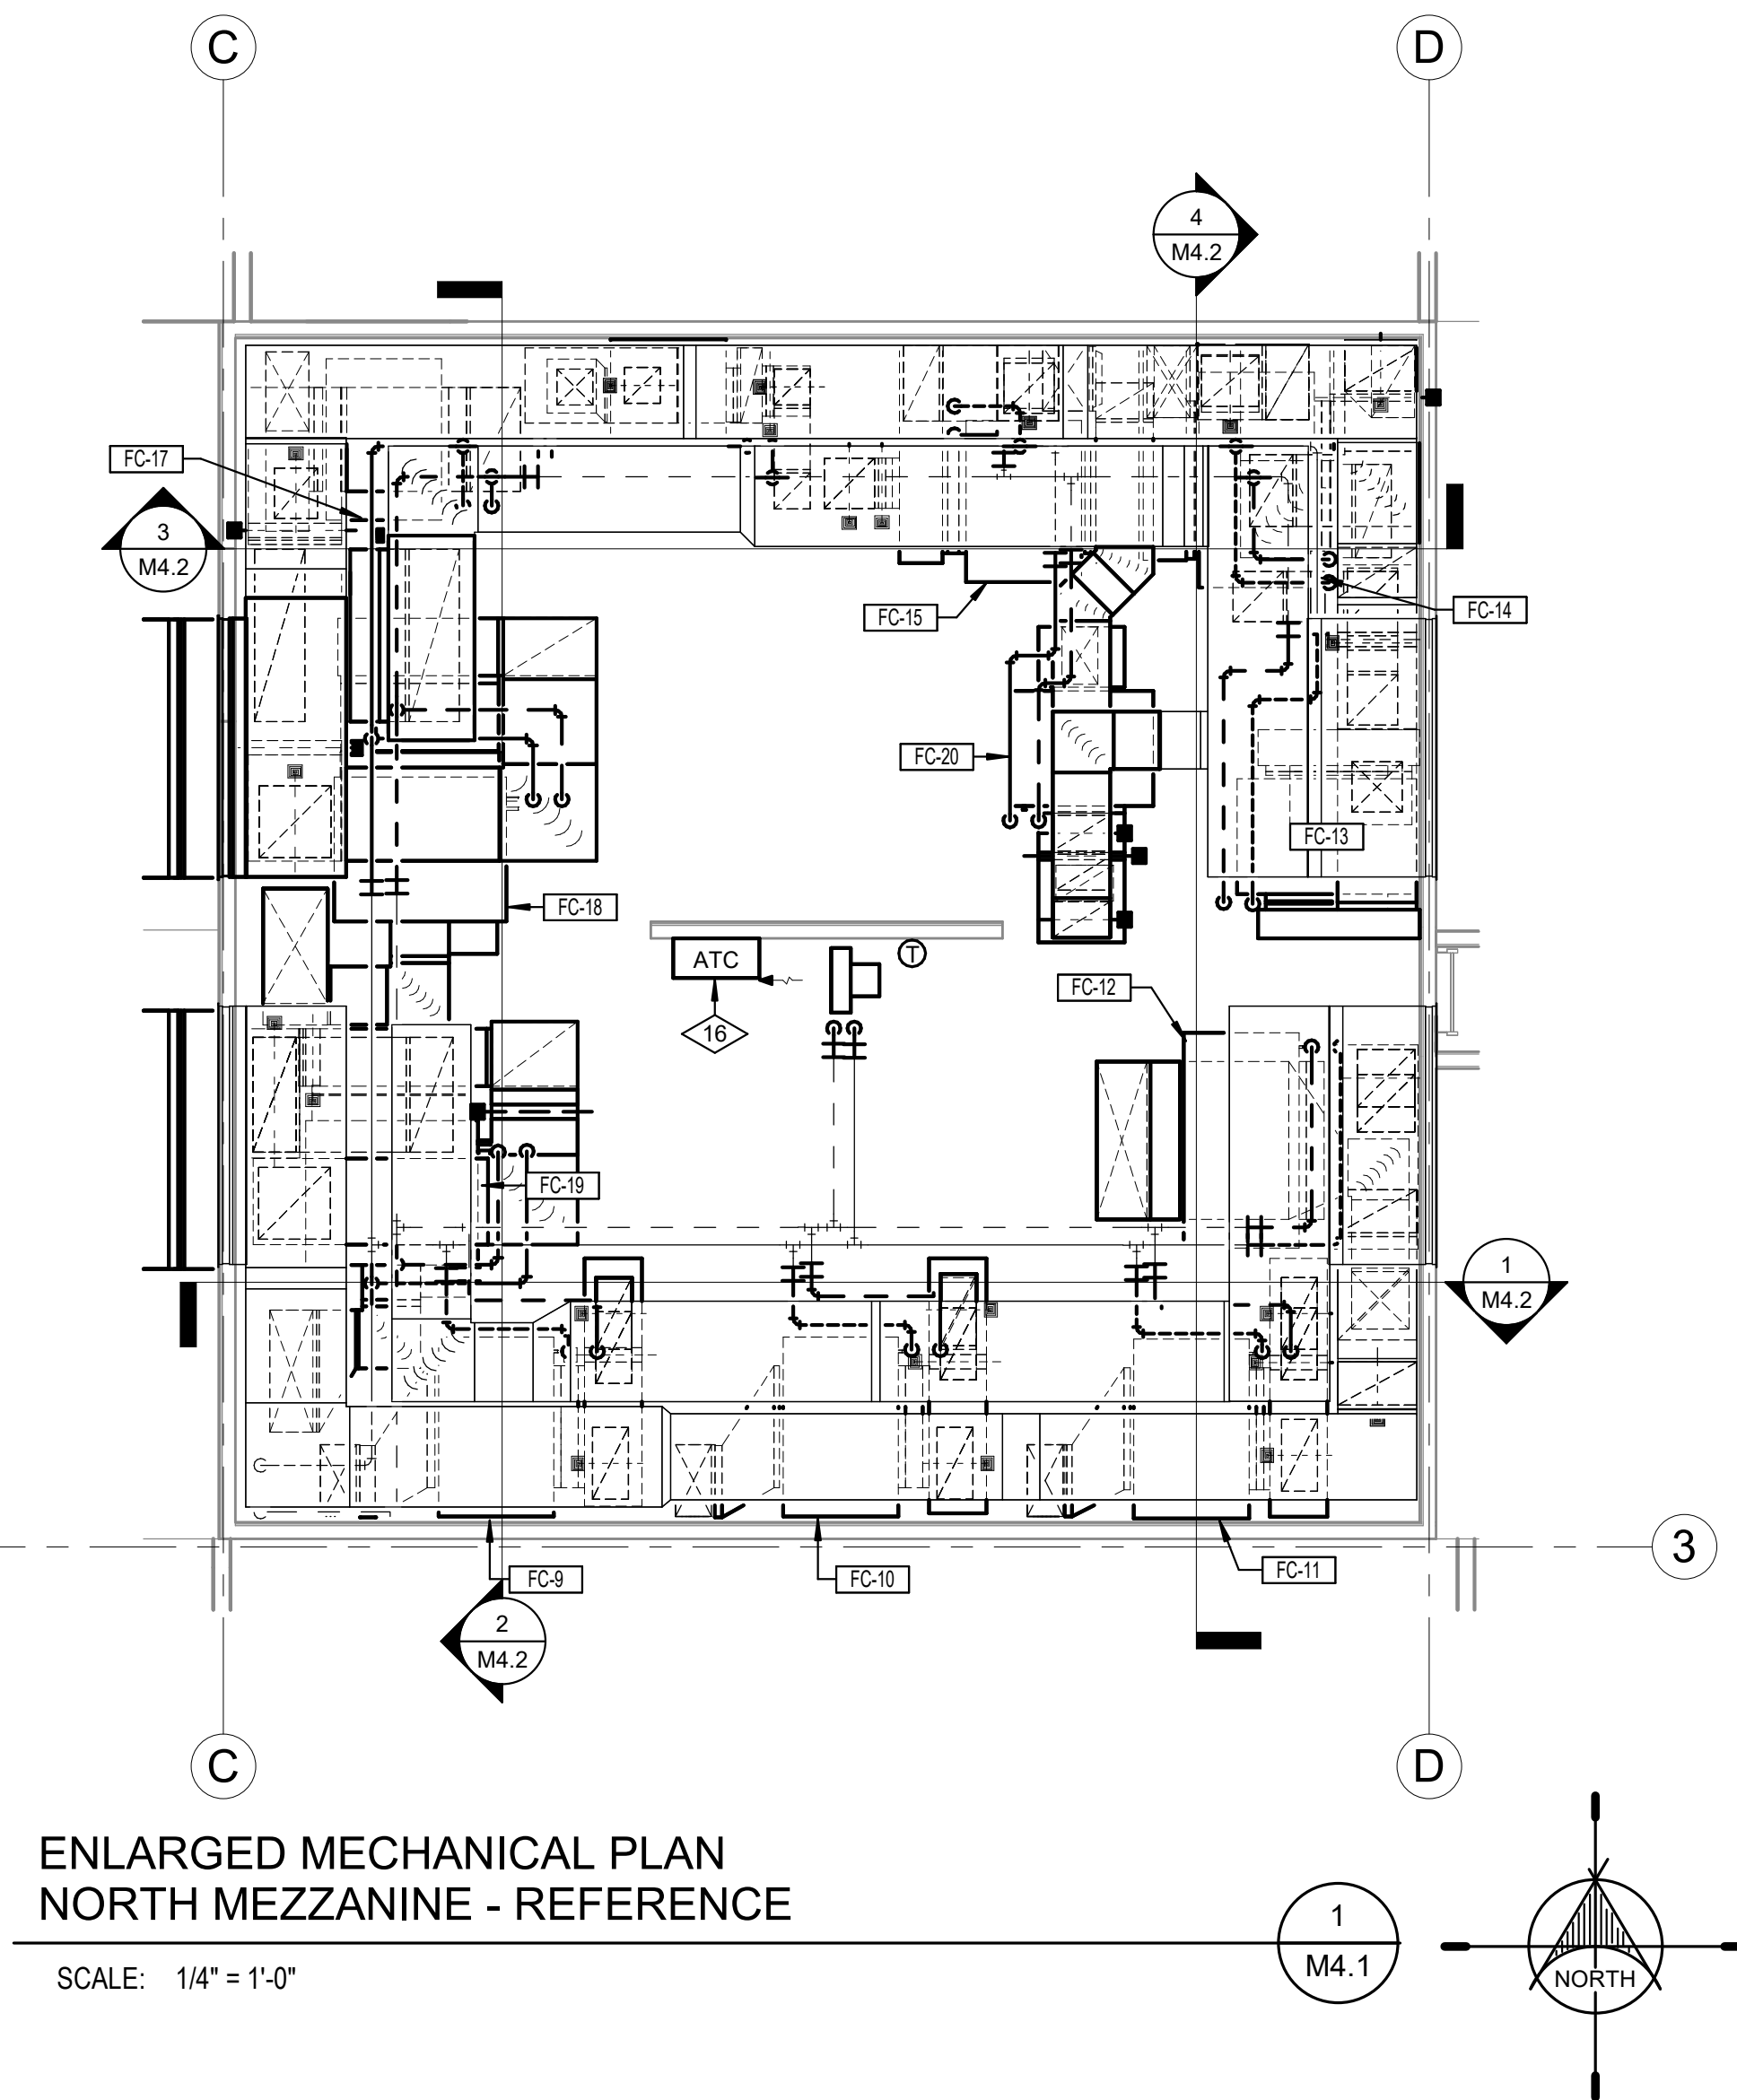 C
D
4
M4.2
FC-17
3
M4.2
FC-15
FC-14
FC-20
FC-13
FC-18
ATC
T
FC-12
16
FC-19
1
M4.2
3
FC-9
FC-10
FC-11
2
M4.2
C
D
ENLARGED MECHANICAL PLAN
NORTH MEZZANINE - REFERENCE
1
M4.1
SCALE: 1/4" = 1'-0"
NORTH